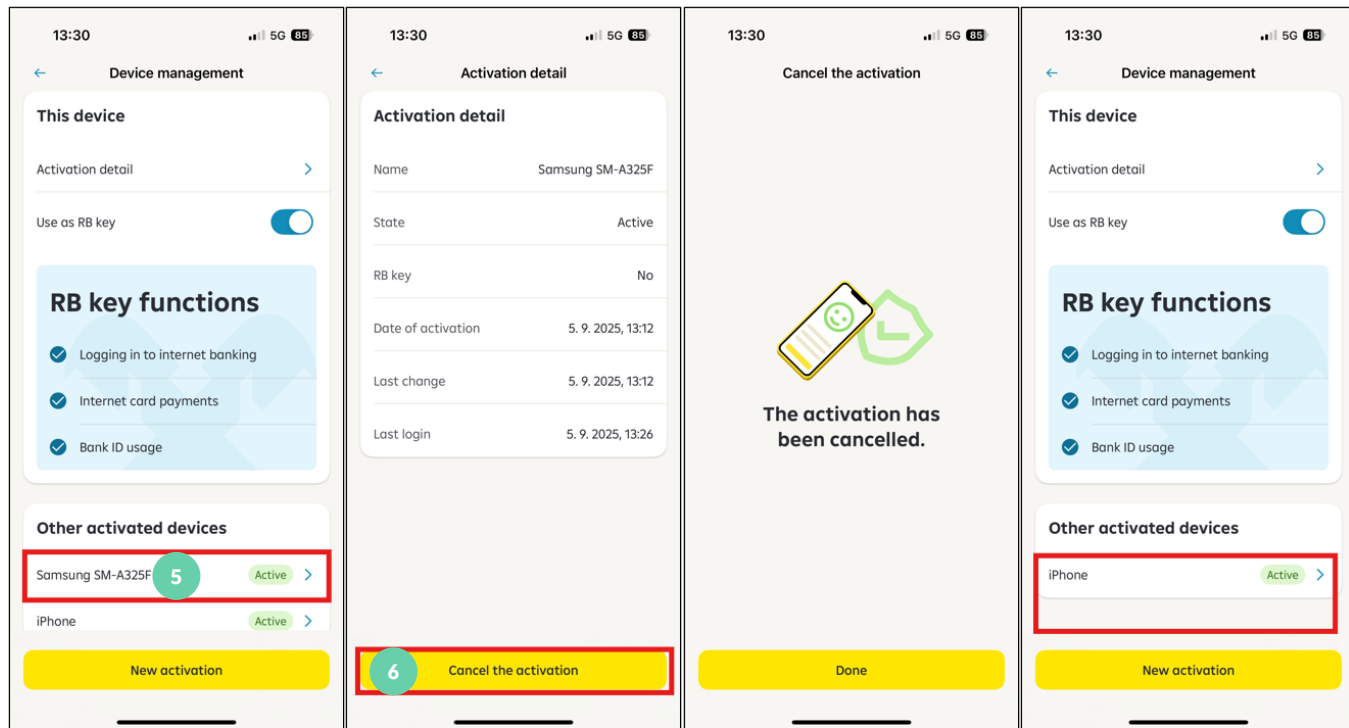 13:30
5G 85
Device management
This device
Activation detail
Use as RB key
RB key functions
Logging in to internet banking
Internet card payments
Bank ID usage
Other activated devices
Samsung SM-A325F 5 Active
iPhone Active
New activation
13:30
5G 85
Activation detail
Activation detail
Name Samsung SM-A325F
State Active
RB key No
Date of activation 5. 9. 2025, 13:12
Last change 5. 9. 2025, 13:12
Last login 5. 9. 2025, 13:26
6 Cancel the activation
13:30
5G 85
Cancel the activation
The activation has
been cancelled.
Done
13:30
5G 85
Device management
This device
Activation detail
Use as RB key
RB key functions
Logging in to internet banking
Internet card payments
Bank ID usage
Other activated devices
iPhone Active
New activation